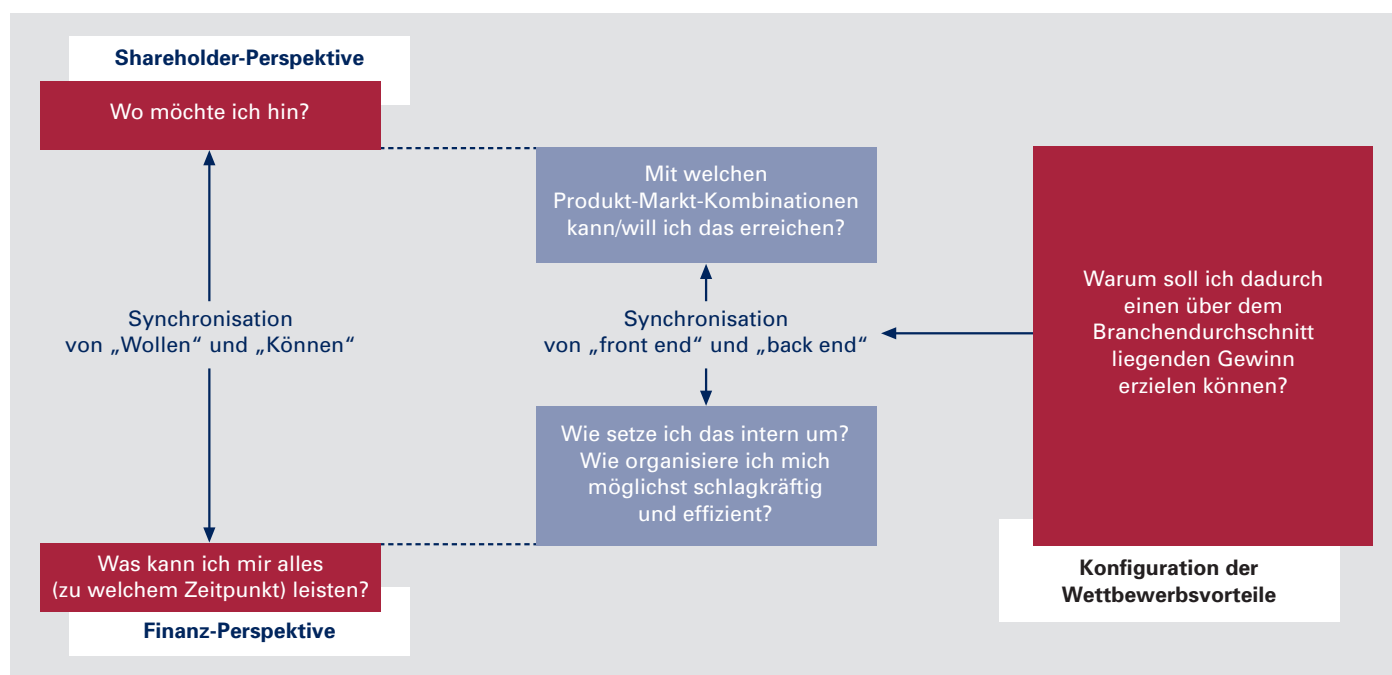 Shareholder-Perspektive
Wo möchte ich hin?
Synchronisation
von „Wollen“ und „Können“
Was kann ich mir alles
(zu welchem Zeitpunkt) leisten?
Finanz-Perspektive
Mit welchen
Produkt-Markt-Kombinationen
kann/will ich das erreichen?
Synchronisation
von „front end“ und „back end“
Wie setze ich das intern um?
Wie organisiere ich mich
möglichst schlagkräftig
und effizient?
Warum soll ich dadurch
einen über dem
Branchendurchschnitt
liegenden Gewinn
erzielen können?
Konfiguration der
Wettbewerbsvorteile